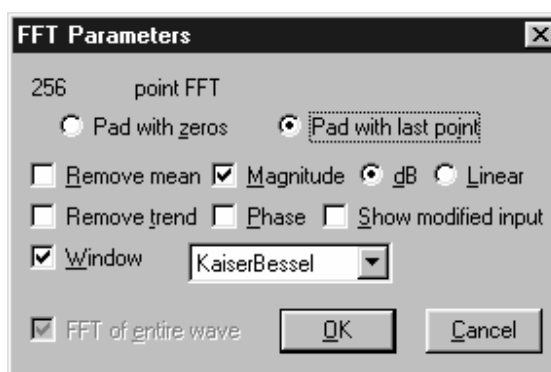 FFT Parameters
256 point FFT
Pad with zeros Pad with last point
Remove mean Magnitude dB Linear
Remove trend Phase Show modified input
Window KaiserBessel
FFT of entire wave OK Cancel